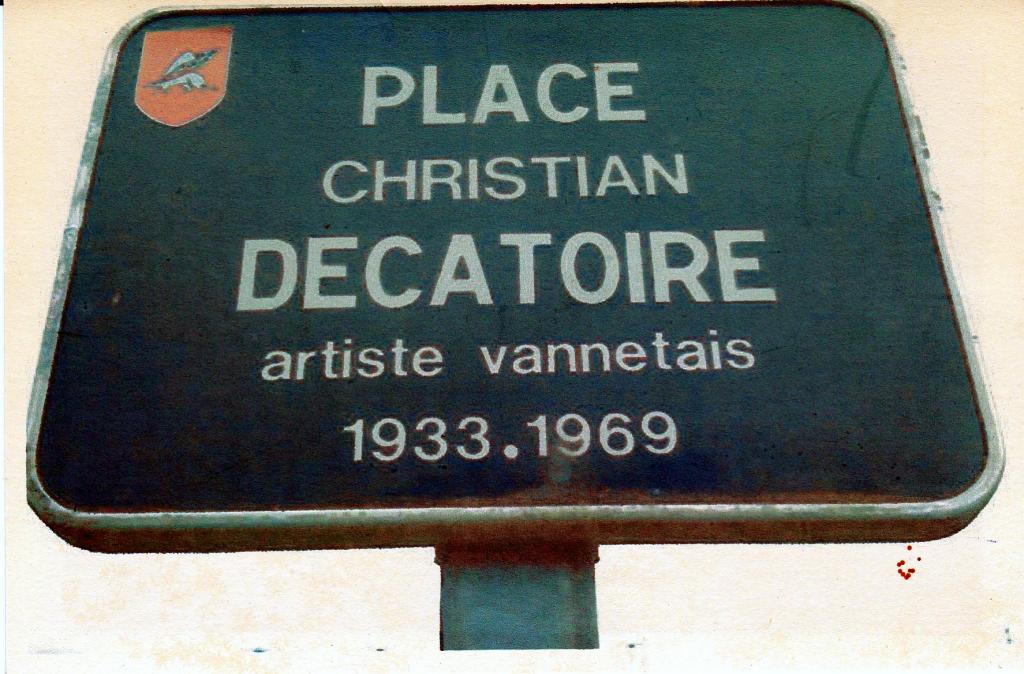 PLACE
CHRISTIAN
DECATOIRE
artiste vannetais
1933.1969